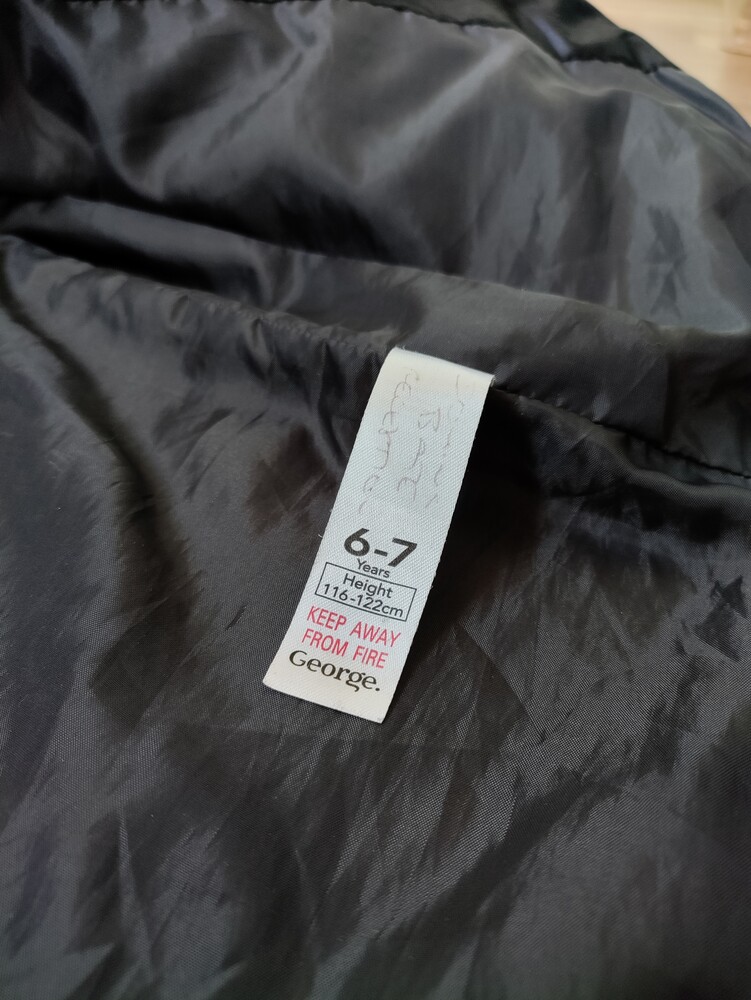 6-7
Years
Height
116-122cm
KEEP AWAY
FROM FIRE
George.